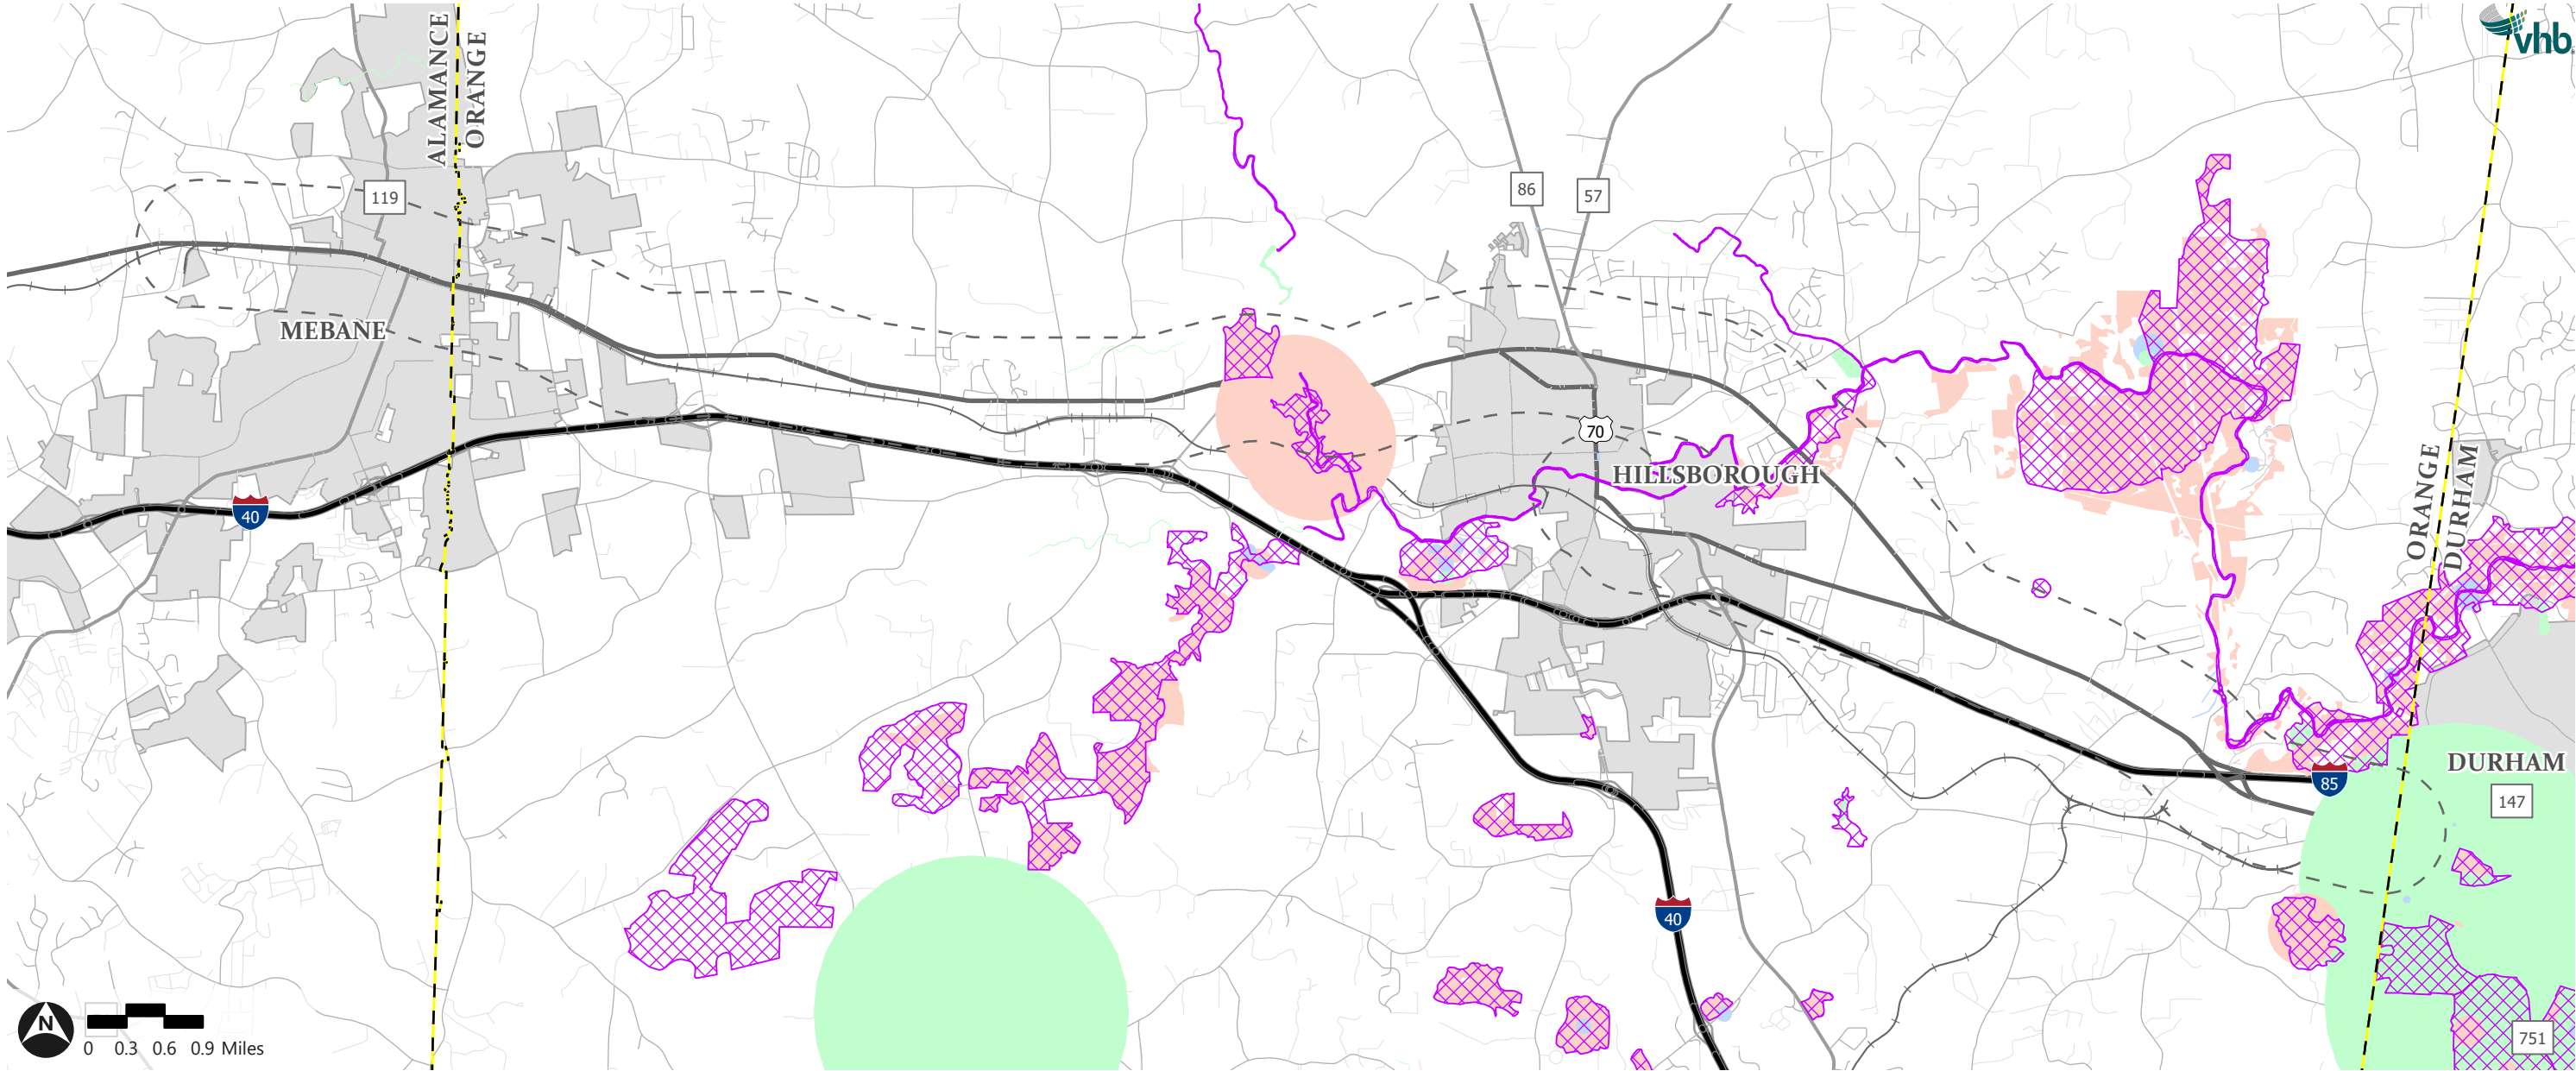 vhb
ALAMANCE
ORANGE
119
86
57
MEBANE
70
HILLSBOROUGH
40
ORANGE
DURHAM
DURHAM
85
147
40
N
0 0.3 0.6 0.9 Miles
751